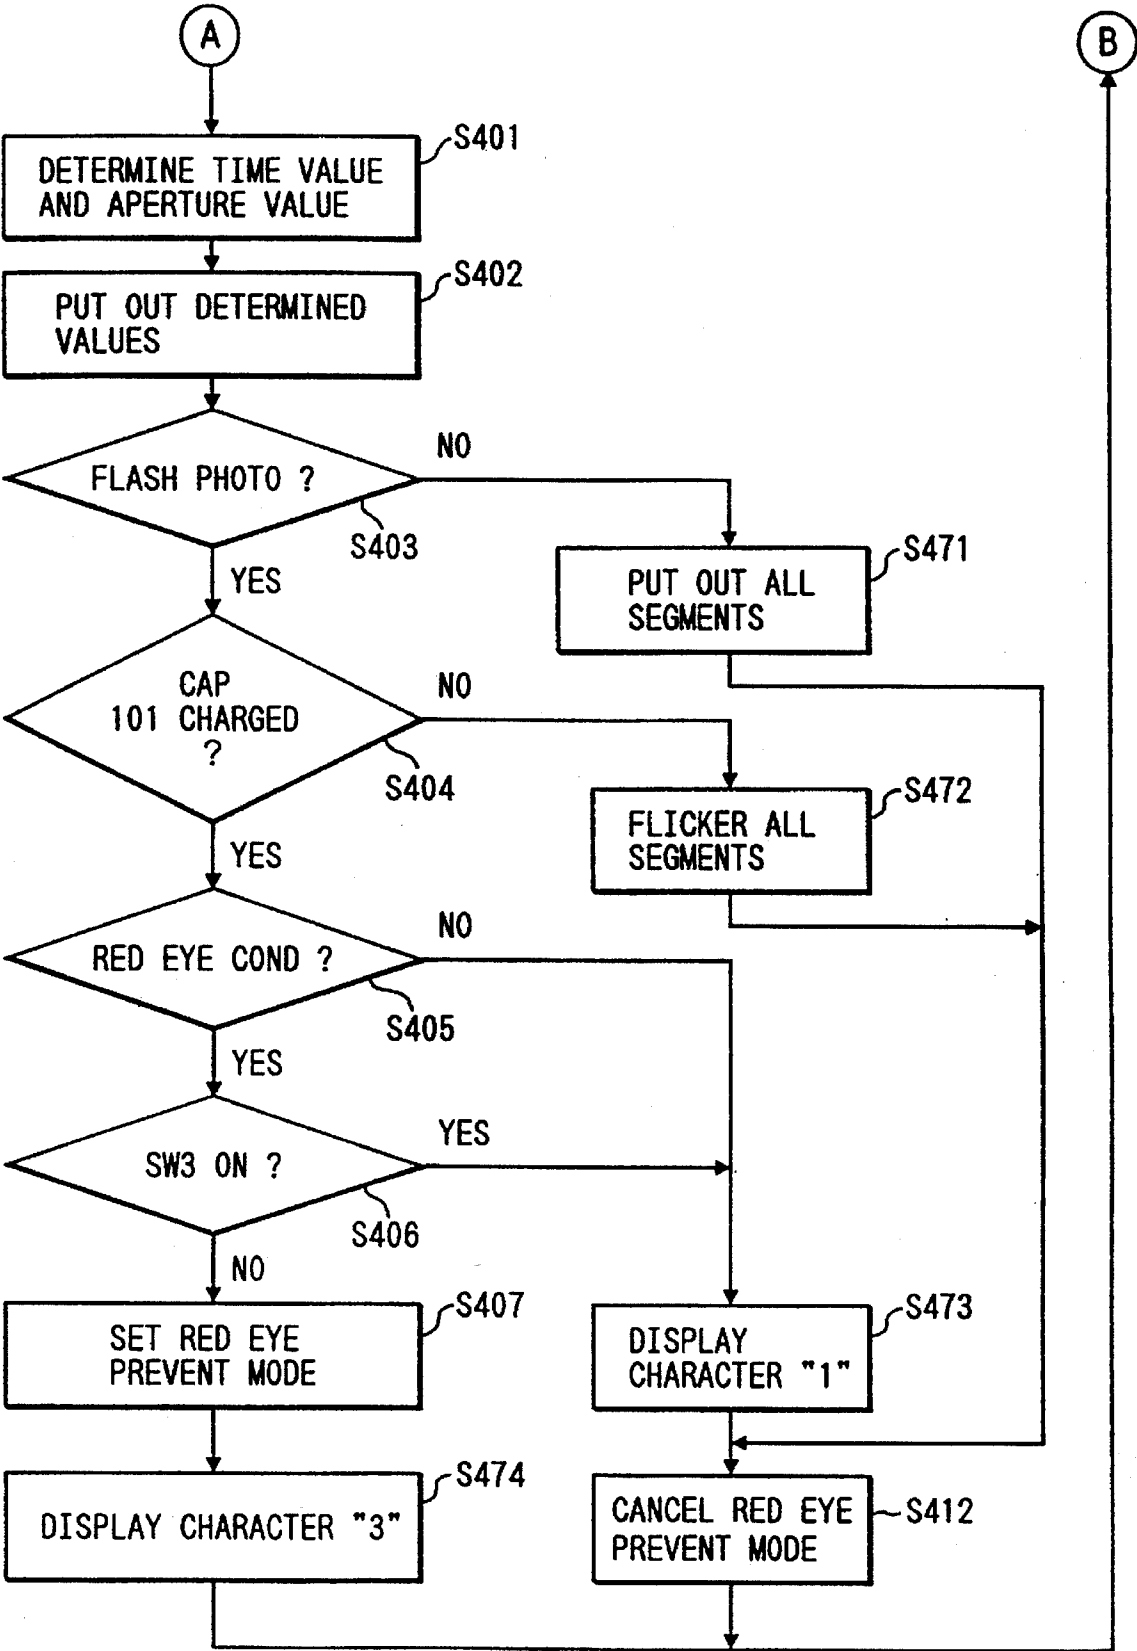 A
B
S401
DETERMINE TIME VALUE
AND APERTURE VALUE
S402
PUT OUT DETERMINED
VALUES
FLASH PHOTO ?
NO
S403
YES
S471
PUT OUT ALL
SEGMENTS
CAP
101 CHARGED
?
NO
S404
YES
S472
FLICKER ALL
SEGMENTS
RED EYE COND ?
NO
S405
YES
SW3 ON ?
YES
S406
NO
S407
SET RED EYE
PREVENT MODE
S473
DISPLAY
CHARACTER "1"
S474
DISPLAY CHARACTER "3"
S412
CANCEL RED EYE
PREVENT MODE